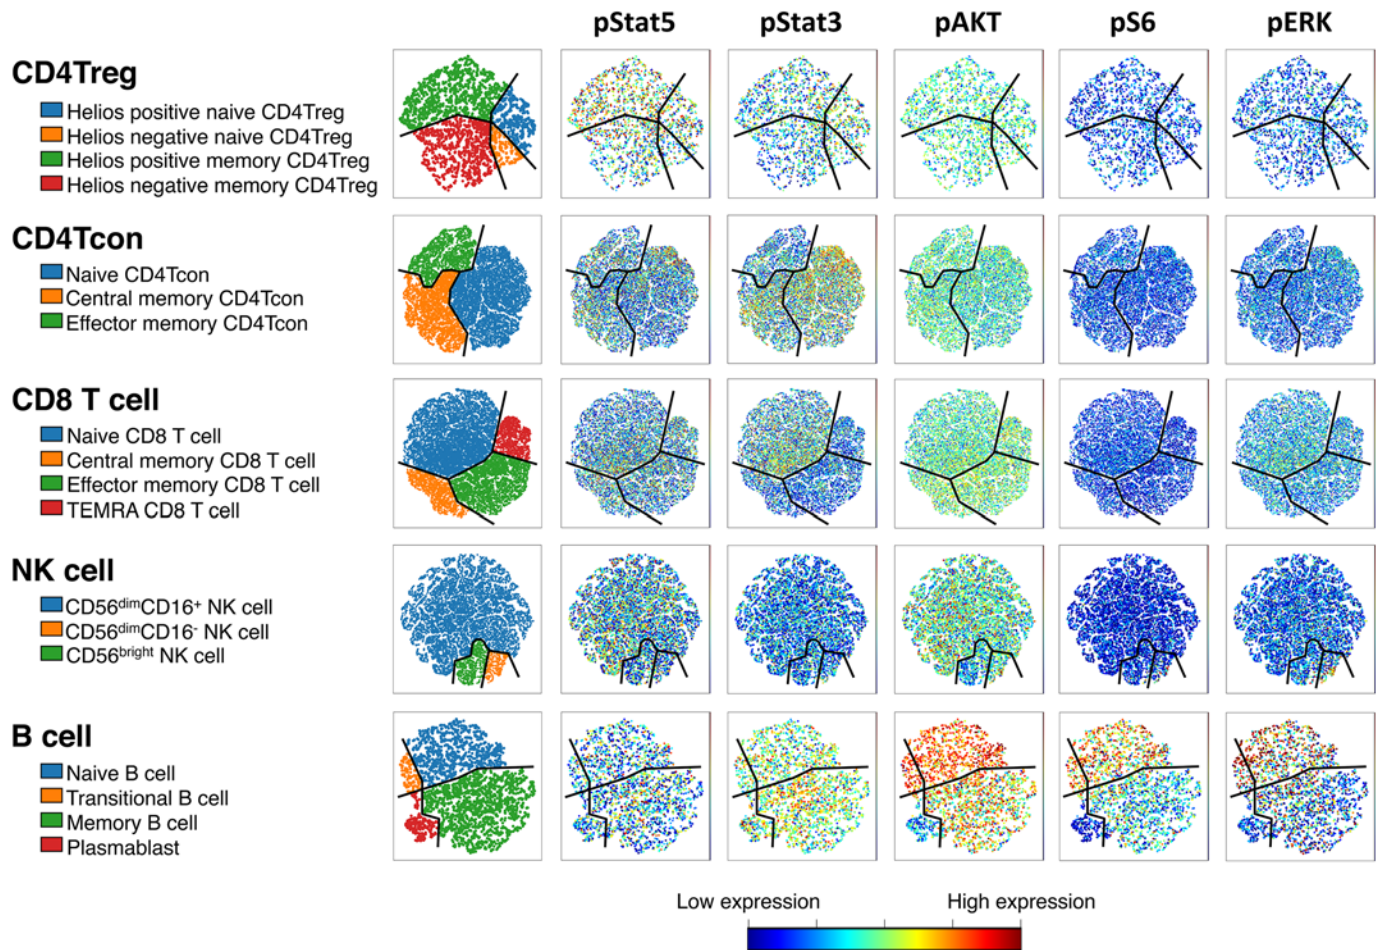 pStat5 pStat3 pAKT pS6 pERK
CD4Treg
Helios positive naive CD4Treg
Helios negative naive CD4Treg
Helios positive memory CD4Treg
Helios negative memory CD4Treg
CD4Tcon
Naive CD4Tcon
Central memory CD4Tcon
Effector memory CD4Tcon
CD8 T cell
Naive CD8 T cell
Central memory CD8 T cell
Effector memory CD8 T cell
TEMRA CD8 T cell
NK cell
CD56dimCD16+ NK cell
CD56dimCD16- NK cell
CD56bright NK cell
B cell
Naive B cell
Transitional B cell
Memory B cell
Plasmablast
Low expression High expression